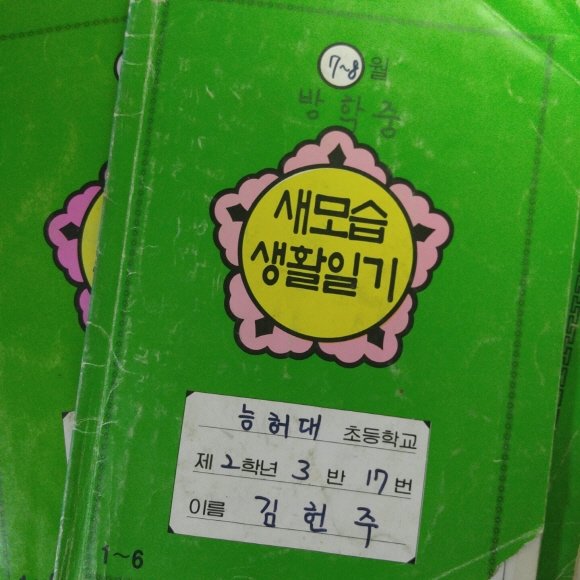 7~8 월
방학중
새모습
생활일기
능허대 초등학교
제 2 학년 3 반 17 번
이름 김헌주
1~6